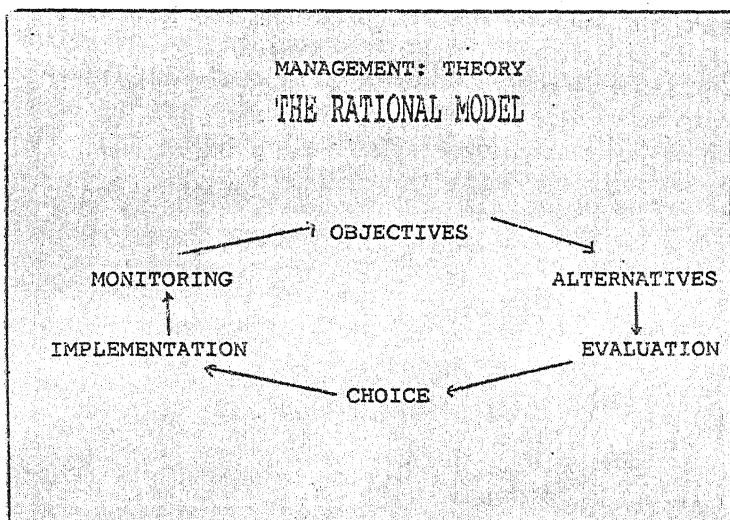 MANAGEMENT: THEORY
THE RATIONAL MODEL
OBJECTIVES
MONITORING ALTERNATIVES
IMPLEMENTATION EVALUATION
CHOICE